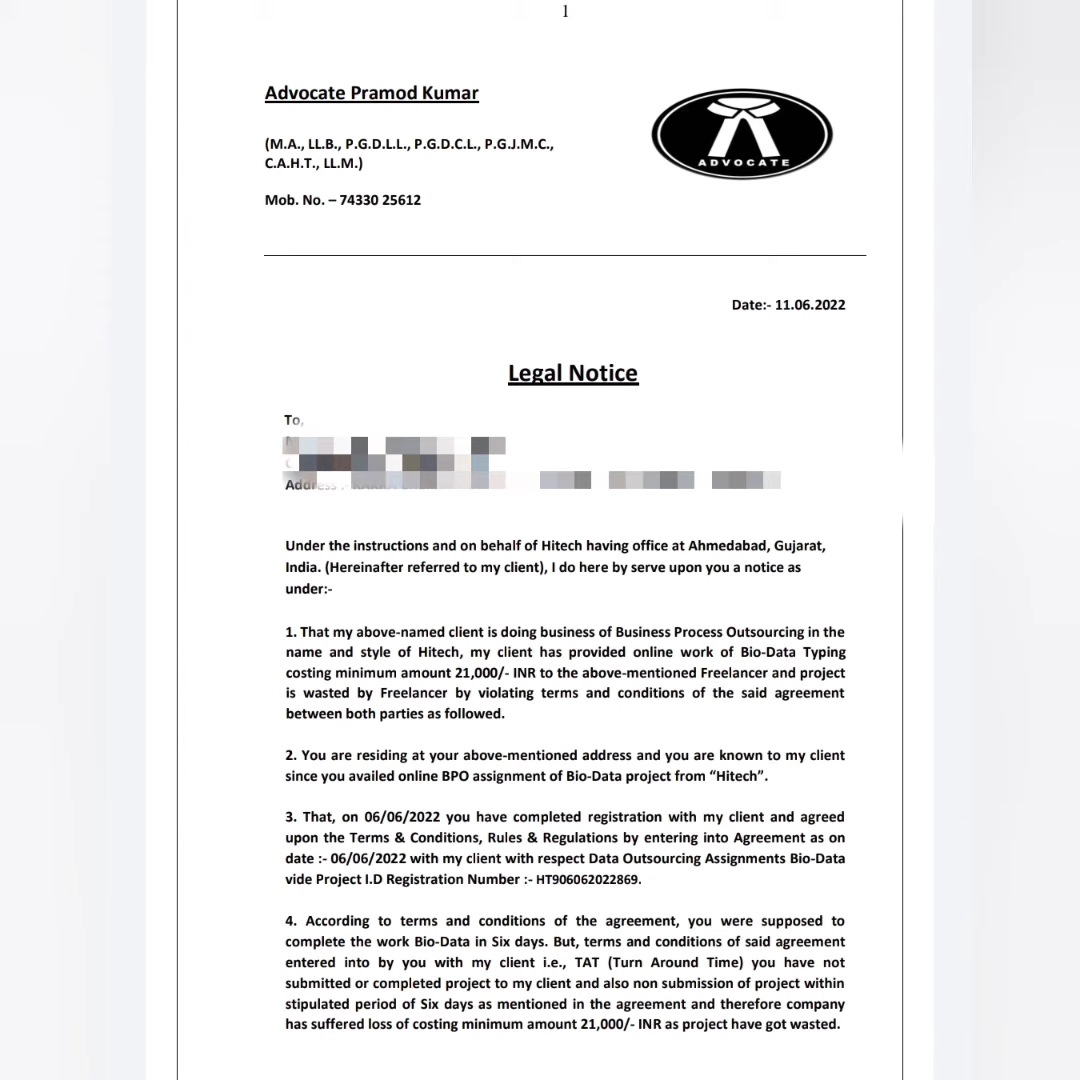 1
Advocate Pramod Kumar
(M.A., LL.B., P.G.D.L.L., P.G.D.C.L., P.G.J.M.C.,
C.A.H.T., LL.M.)
Mob. No. – 74330 25612
ADVOCATE
Date:- 11.06.2022
Legal Notice
To,
Address :-
Under the instructions and on behalf of Hitech having office at Ahmedabad, Gujarat,
India. (Hereinafter referred to my client), I do here by serve upon you a notice as
under:-
1. That my above-named client is doing business of Business Process Outsourcing in the
name and style of Hitech, my client has provided online work of Bio-Data Typing
costing minimum amount 21,000/- INR to the above-mentioned Freelancer and project
is wasted by Freelancer by violating terms and conditions of the said agreement
between both parties as followed.
2. You are residing at your above-mentioned address and you are known to my client
since you availed online BPO assignment of Bio-Data project from “Hitech”.
3. That, on 06/06/2022 you have completed registration with my client and agreed
upon the Terms & Conditions, Rules & Regulations by entering into Agreement as on
date :- 06/06/2022 with my client with respect Data Outsourcing Assignments Bio-Data
vide Project I.D Registration Number :- HT906062022869.
4. According to terms and conditions of the agreement, you were supposed to
complete the work Bio-Data in Six days. But, terms and conditions of said agreement
entered into by you with my client i.e., TAT (Turn Around Time) you have not
submitted or completed project to my client and also non submission of project within
stipulated period of Six days as mentioned in the agreement and therefore company
has suffered loss of costing minimum amount 21,000/- INR as project have got wasted.